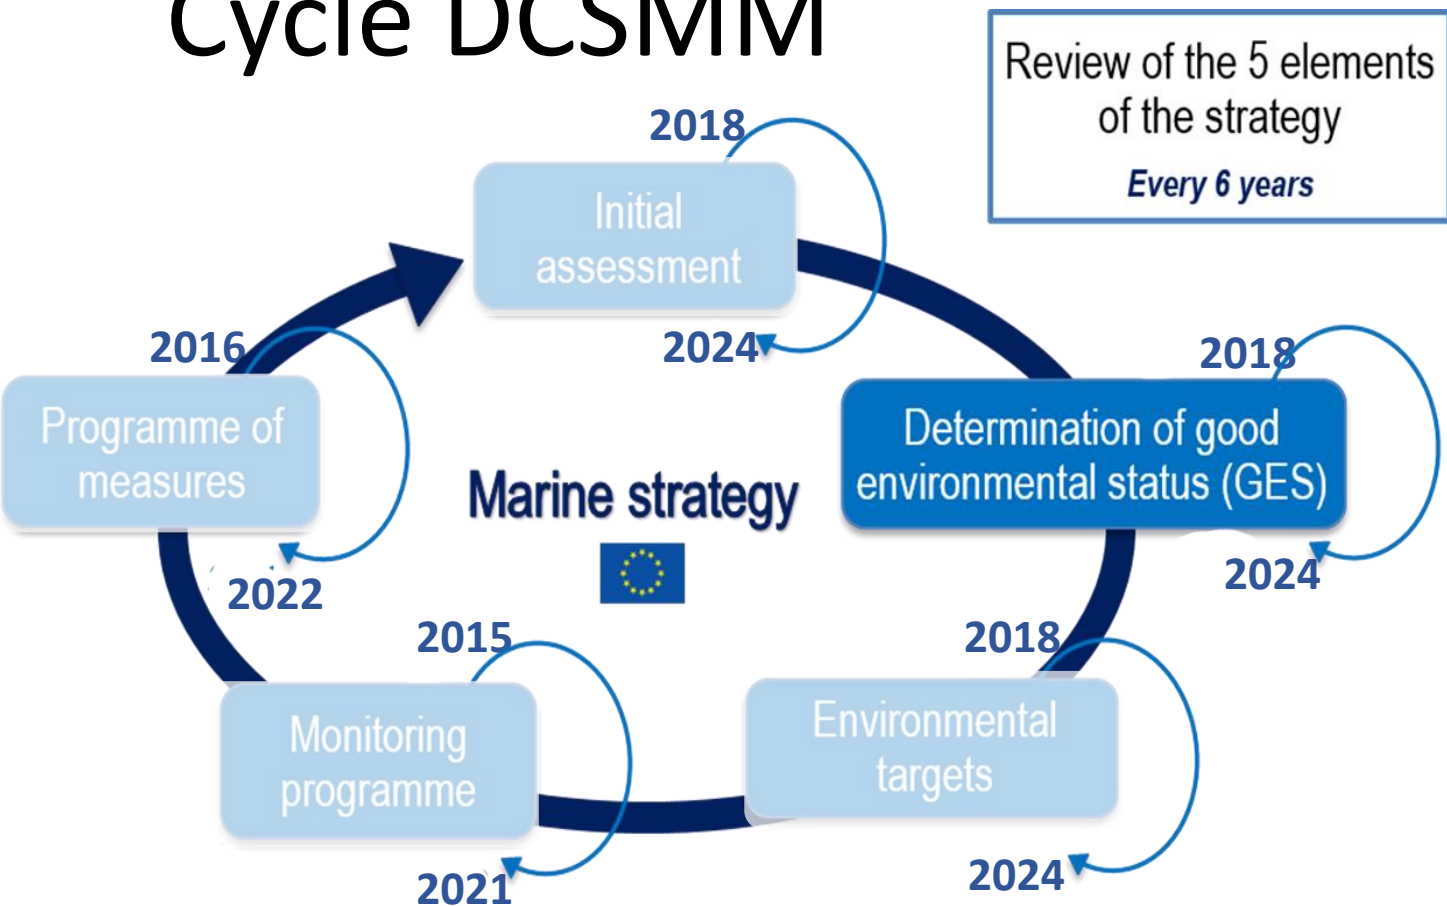 Cycle DCSMM
Review of the 5 elements
of the strategy
Every 6 years
2018
Initial
assessment
2024
2018
Determination of good
environmental status (GES)
2024
2018
Environmental
targets
2024
2015
Monitoring
programme
2021
2016
Programme of
measures
2022
Marine strategy